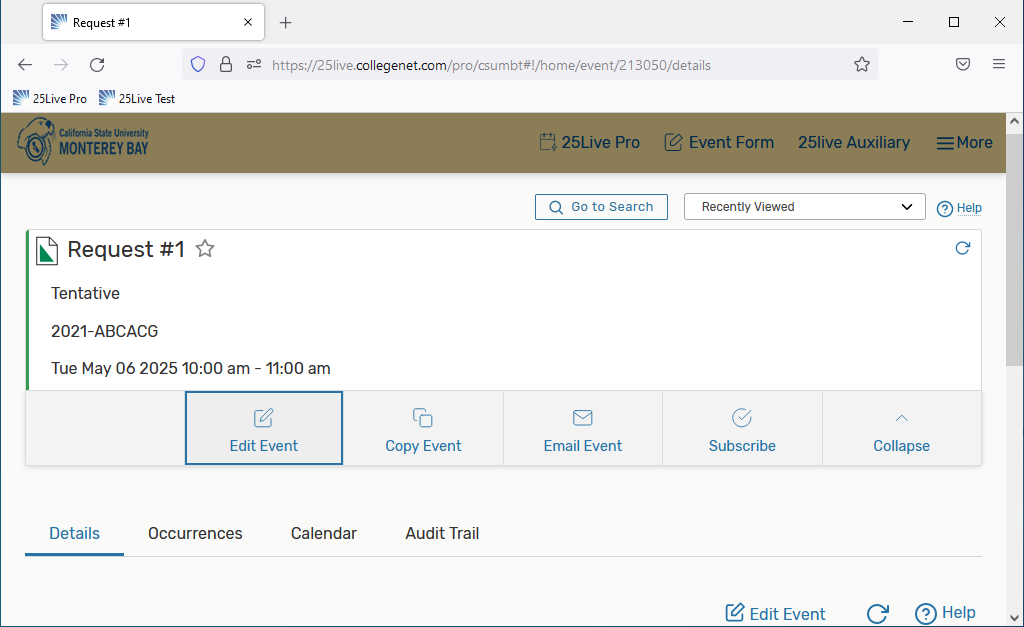 Request #1
https://25live.collegenet.com/pro/csumbt#!/home/event/213050/details
25Live Pro 25Live Test
California State University
MONTEREY BAY
25Live Pro Event Form 25live Auxiliary More
Go to Search Recently Viewed Help
Request #1
Tentative
2021-ABCACG
Tue May 06 2025 10:00 am - 11:00 am
Edit Event Copy Event Email Event Subscribe Collapse
Details Occurrences Calendar Audit Trail
Edit Event Help